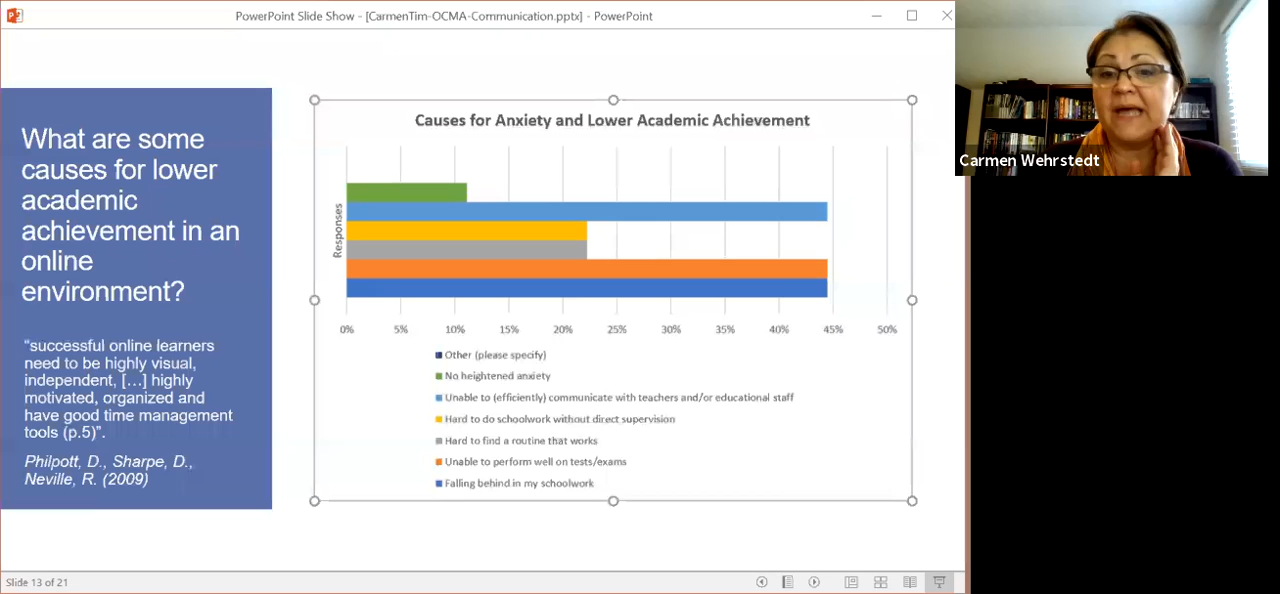 PowerPoint Slide Show - [CarmenTim-OCMA-Communication.pptx] - PowerPoint
What are some
causes for lower
academic
achievement in an
online
environment?
“successful online learners
need to be highly visual,
independent, […] highly
motivated, organized and
have good time management
tools (p.5)”.
Philpott, D., Sharpe, D.,
Neville, R. (2009)
Causes for Anxiety and Lower Academic Achievement
Responses
0% 5% 10% 15% 20% 25% 30% 35% 40% 45% 50%
Other (please specify)
No heightened anxiety
Unable to (efficiently) communicate with teachers and/or educational staff
Hard to do schoolwork without direct supervision
Hard to find a routine that works
Unable to perform well on tests/exams
Falling behind in my schoolwork
Carmen Wehrstedt
Slide 13 of 21